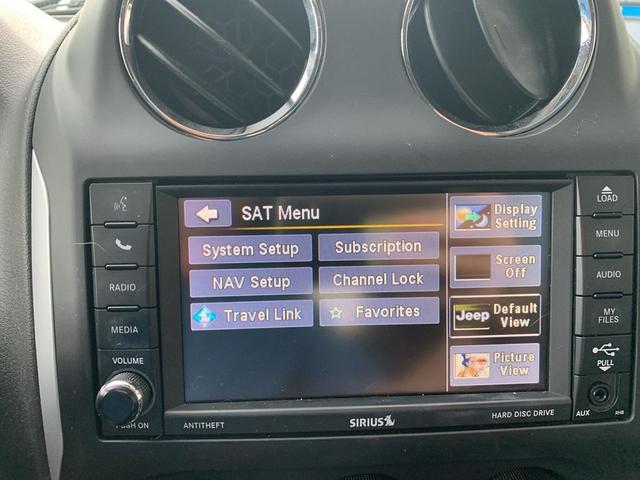 SAT Menu
System Setup
Subscription
NAV Setup
Channel Lock
Travel Link
Favorites
Display
Setting
Screen
Off
Jeep
Default
View
Picture
View
RADIO
MEDIA
VOLUME
PUSH ON
LOAD
MENU
AUDIO
MY
FILES
PULL
AUX
RHB
ANTITHEFT
SIRIUS
HARD DISC DRIVE